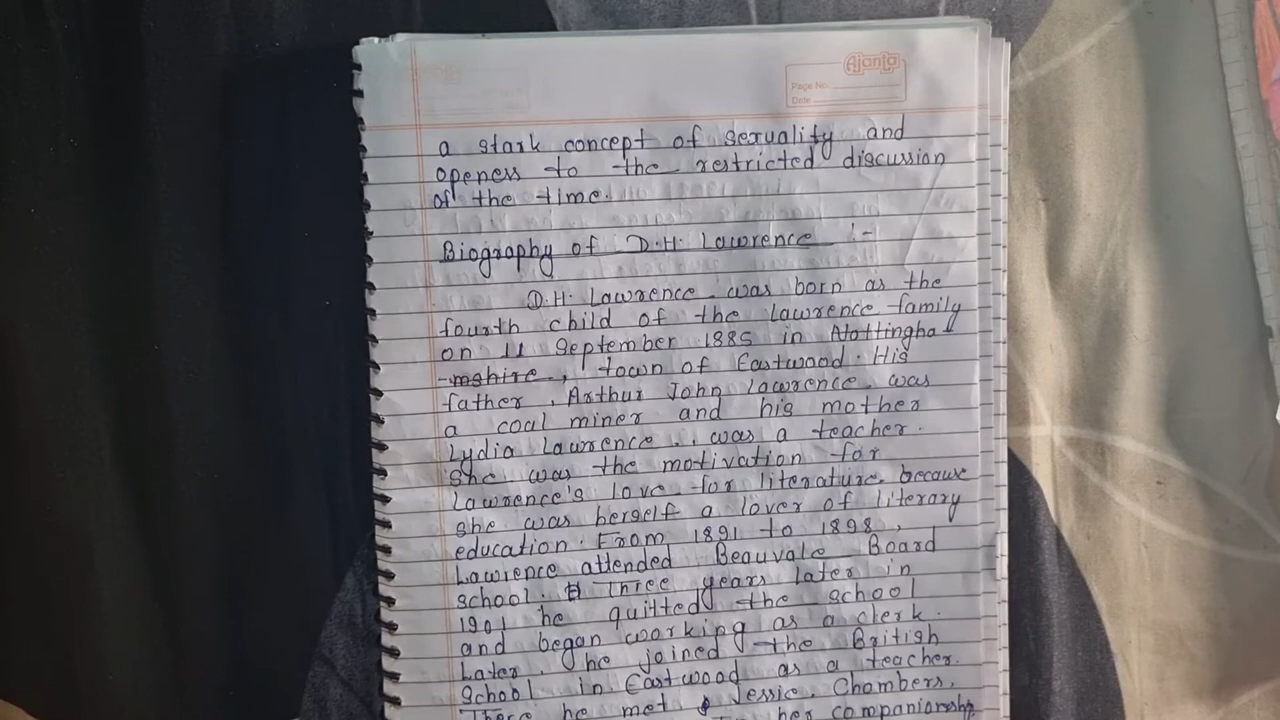 Ajanta
Page No.
Date
a stark concept of sexuality and
openess to the restricted discussion
of the time.
Biography of D.H. Lawrence :-
D.H. Lawrence was born as the
fourth child of the Lawrence family
on 11 September 1885 in Nottingha
-mshire, town of Eastwood. His
father, Arthur John Lawrence, was
a coal miner and his mother
Lydia Lawrence, was a teacher.
She was the motivation for
Lawrence's love for literature, because
she was herself a lover of literary
education. From 1891 to 1898,
Lawrence attended Beauvale Board
school. Three years later in
1901 he quitted the school
and began working as a clerk.
Later, he joined the British
School in Eastwood as a teacher.
There he met Jessie, Chambers,
her companionship